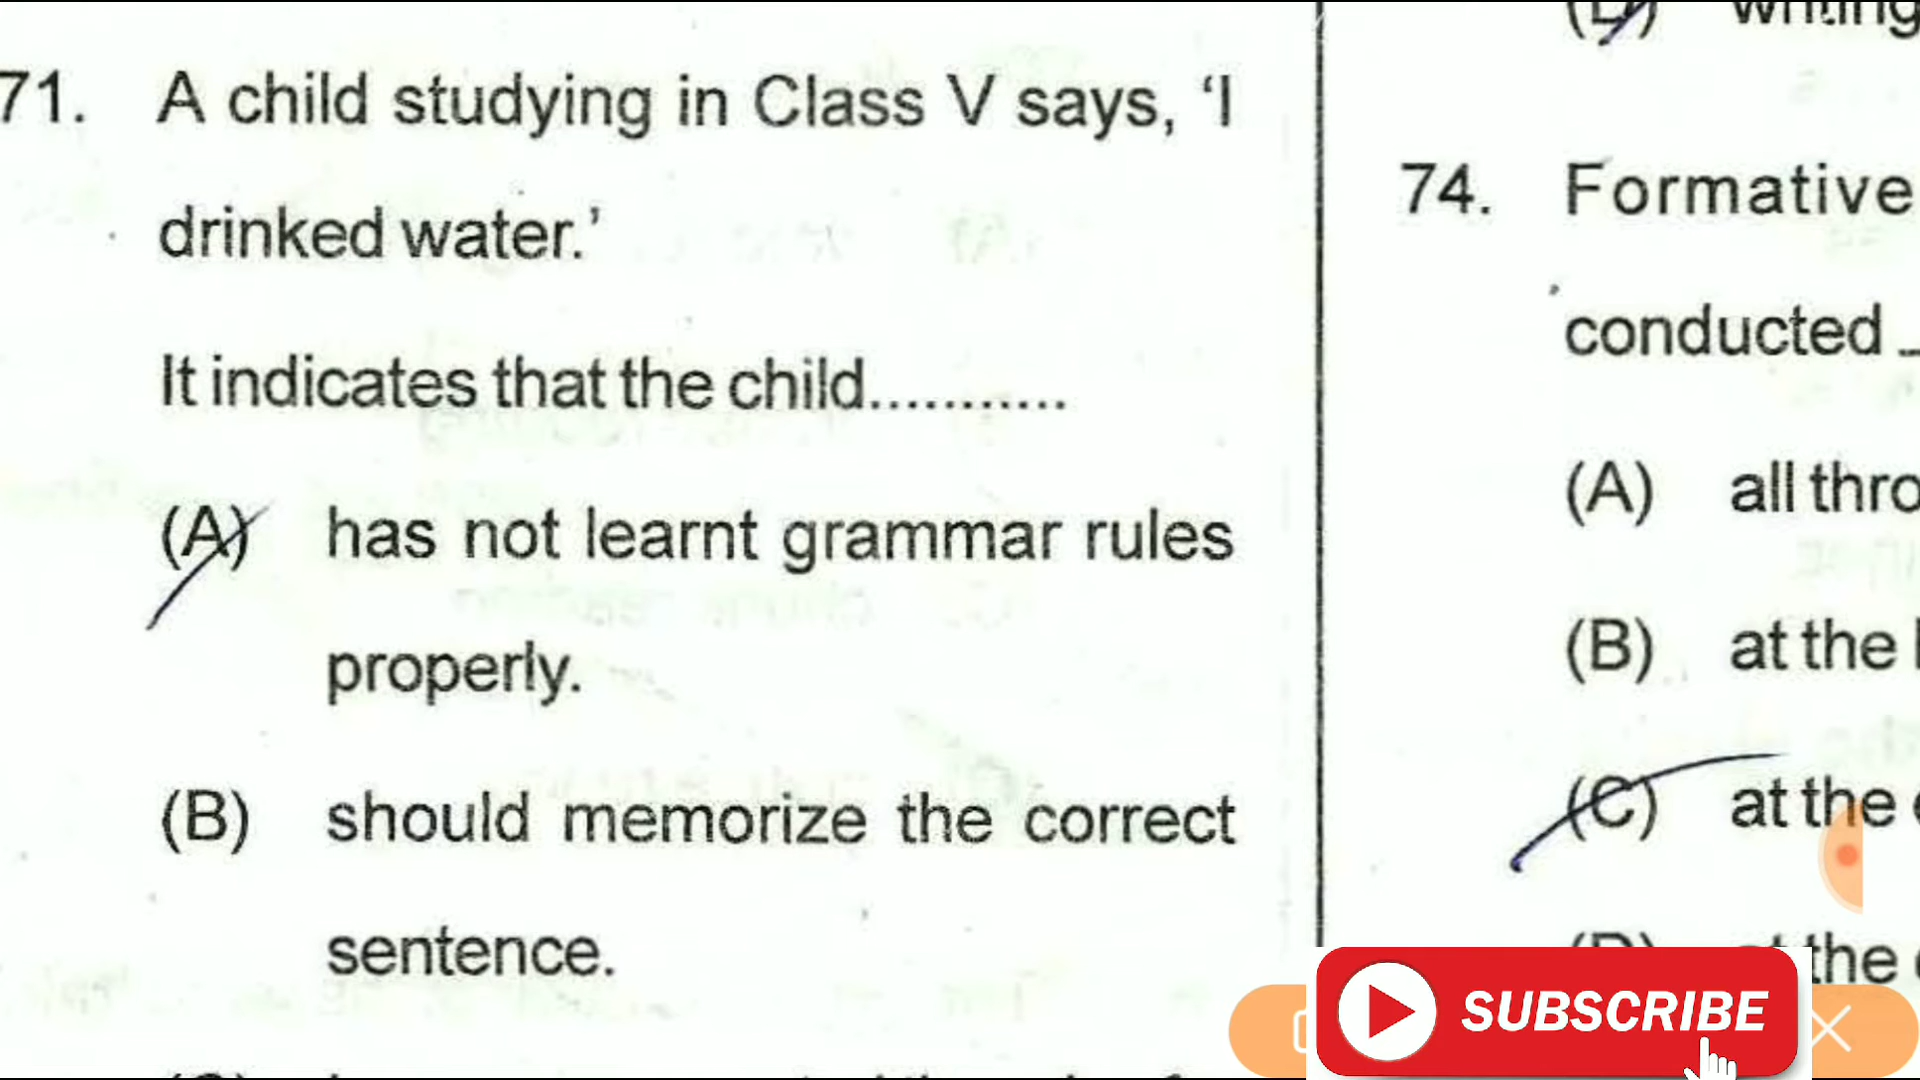 71. A child studying in Class V says, 'I
drinked water.'
It indicates that the child...........
(A) has not learnt grammar rules
properly.
(B) should memorize the correct
sentence.
74. Formative
conducted
(A) all
(B) at the
(C) at the
(D) at the
SUBSCRIBE